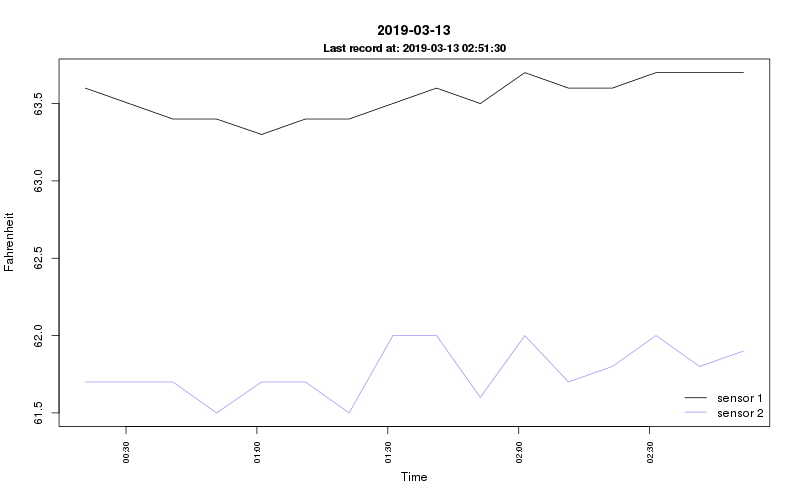 2019-03-13
Last record at: 2019-03-13 02:51:30
Fahrenheit
63.5
63.0
62.5
62.0
61.5
sensor 1
sensor 2
00:30
01:00
01:30
02:00
02:30
Time